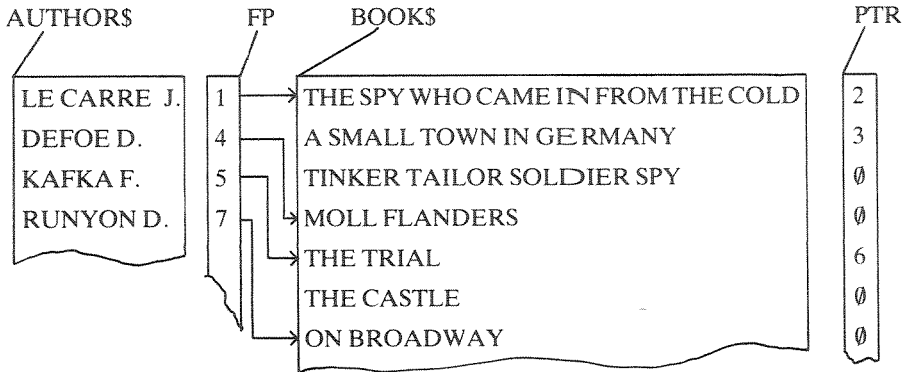 AUTHOR$ FP BOOK$ PTR
LE CARRE J. 1 THE SPY WHO CAME IN FROM THE COLD 2
DEFOE D. 4 A SMALL TOWN IN GERMANY 3
KAFKA F. 5 TINKER TAILOR SOLDIER SPY Ø
RUNYON D. 7 MOLL FLANDERS Ø
THE TRIAL 6
THE CASTLE Ø
ON BROADWAY Ø